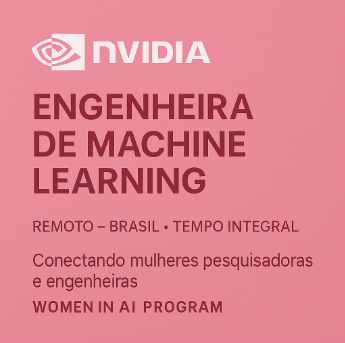 NVIDIA
ENGENHEIRA
DE MACHINE
LEARNING
REMOTO – BRASIL • TEMPO INTEGRAL
Conectando mulheres pesquisadoras
e engenheiras
WOMEN IN AI PROGRAM